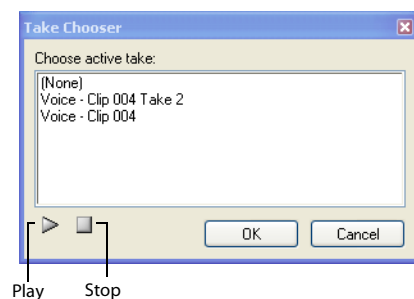 Take Chooser
Choose active take:
(None)
Voice - Clip 004 Take 2
Voice - Clip 004
OK Cancel
Play Stop